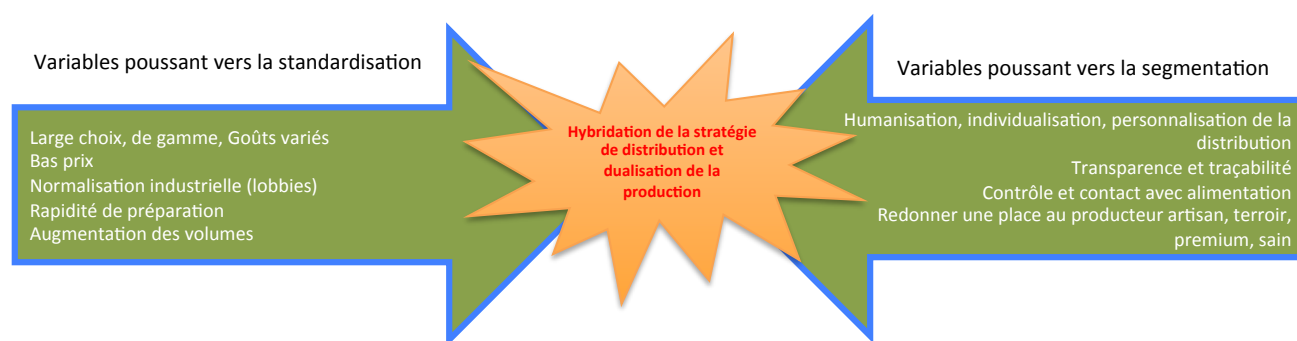 Variables poussant vers la standardisation
Large choix, de gamme, Goûts variés
Bas prix
Normalisation industrielle (lobbies)
Rapidité de préparation
Augmentation des volumes
Hybridation de la stratégie
de distribution et
dualisation de la
production
Variables poussant vers la segmentation
Humanisation, individualisation, personnalisation de la
distribution
Transparence et traçabilité
Contrôle et contact avec alimentation
Redonner une place au producteur artisan, terroir,
premium, sain